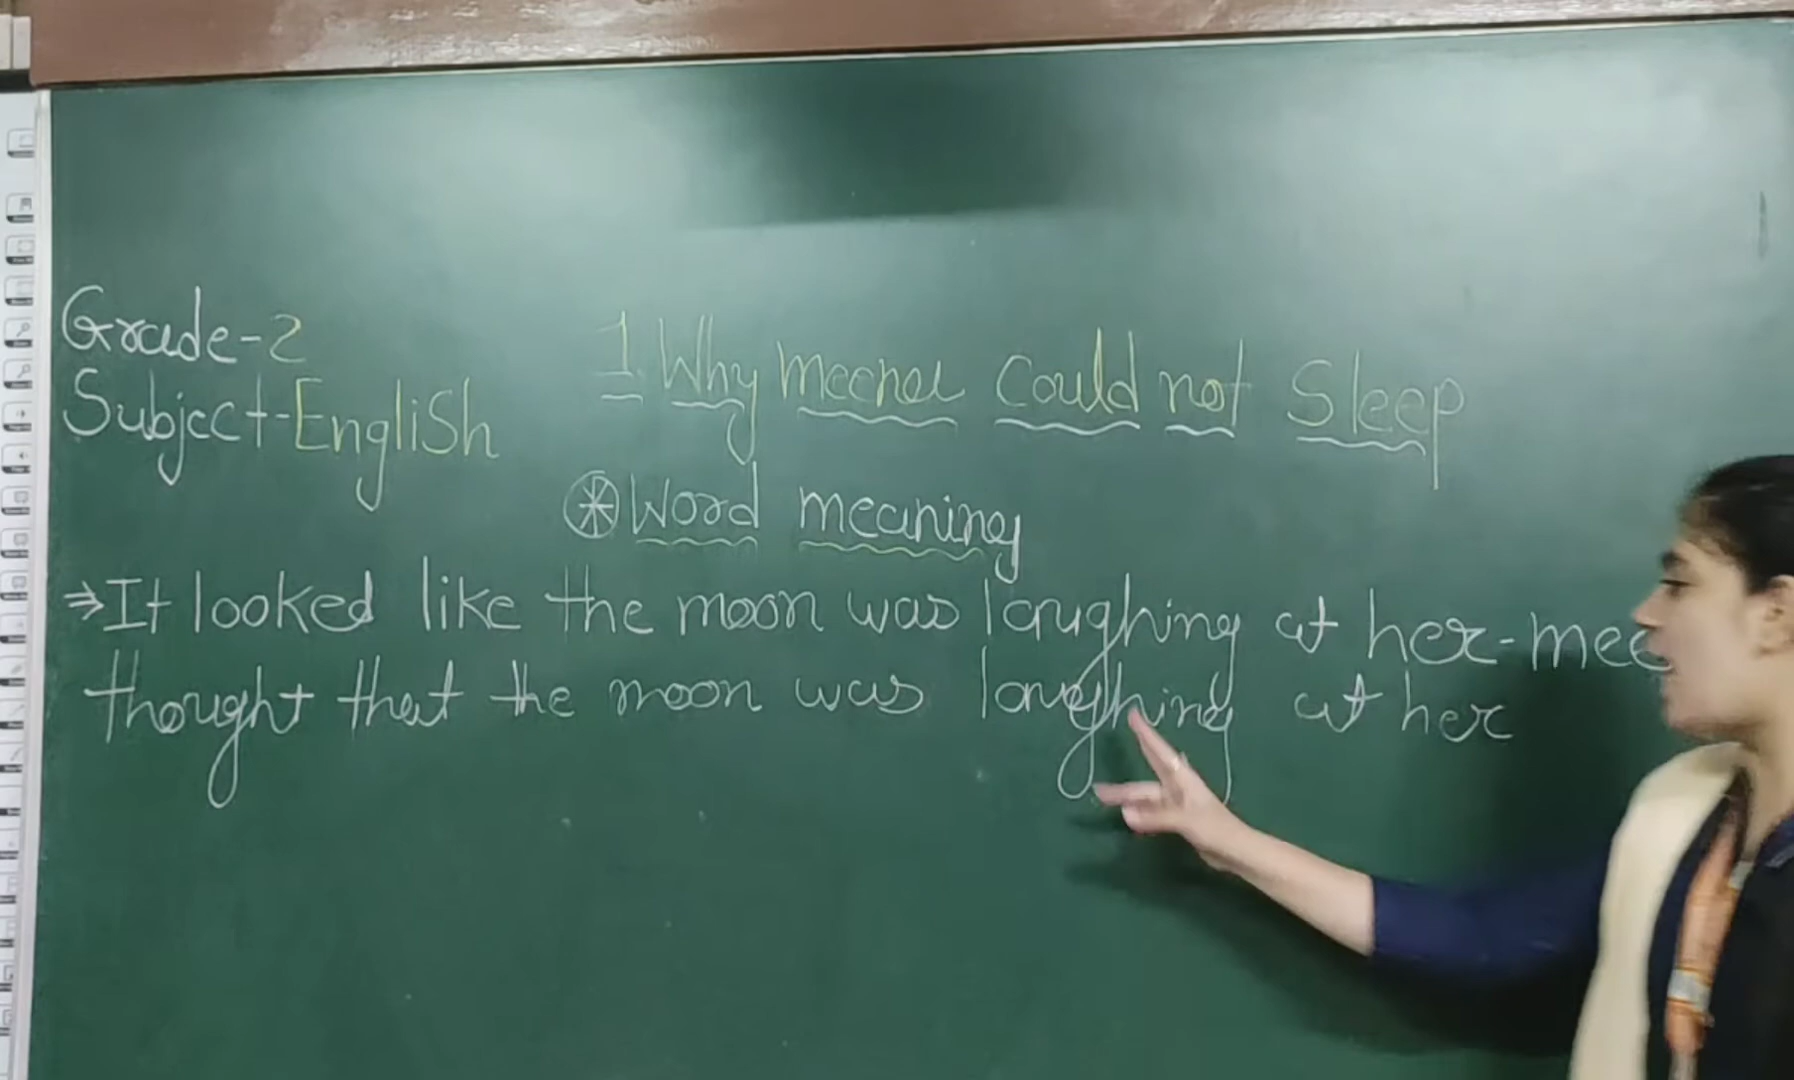 Grade-2
Subject-English
1 Why meenal could not Sleep
Word meaning
⇒It looked like the moon was laughing at her-mee
thought that the moon was laughing at her